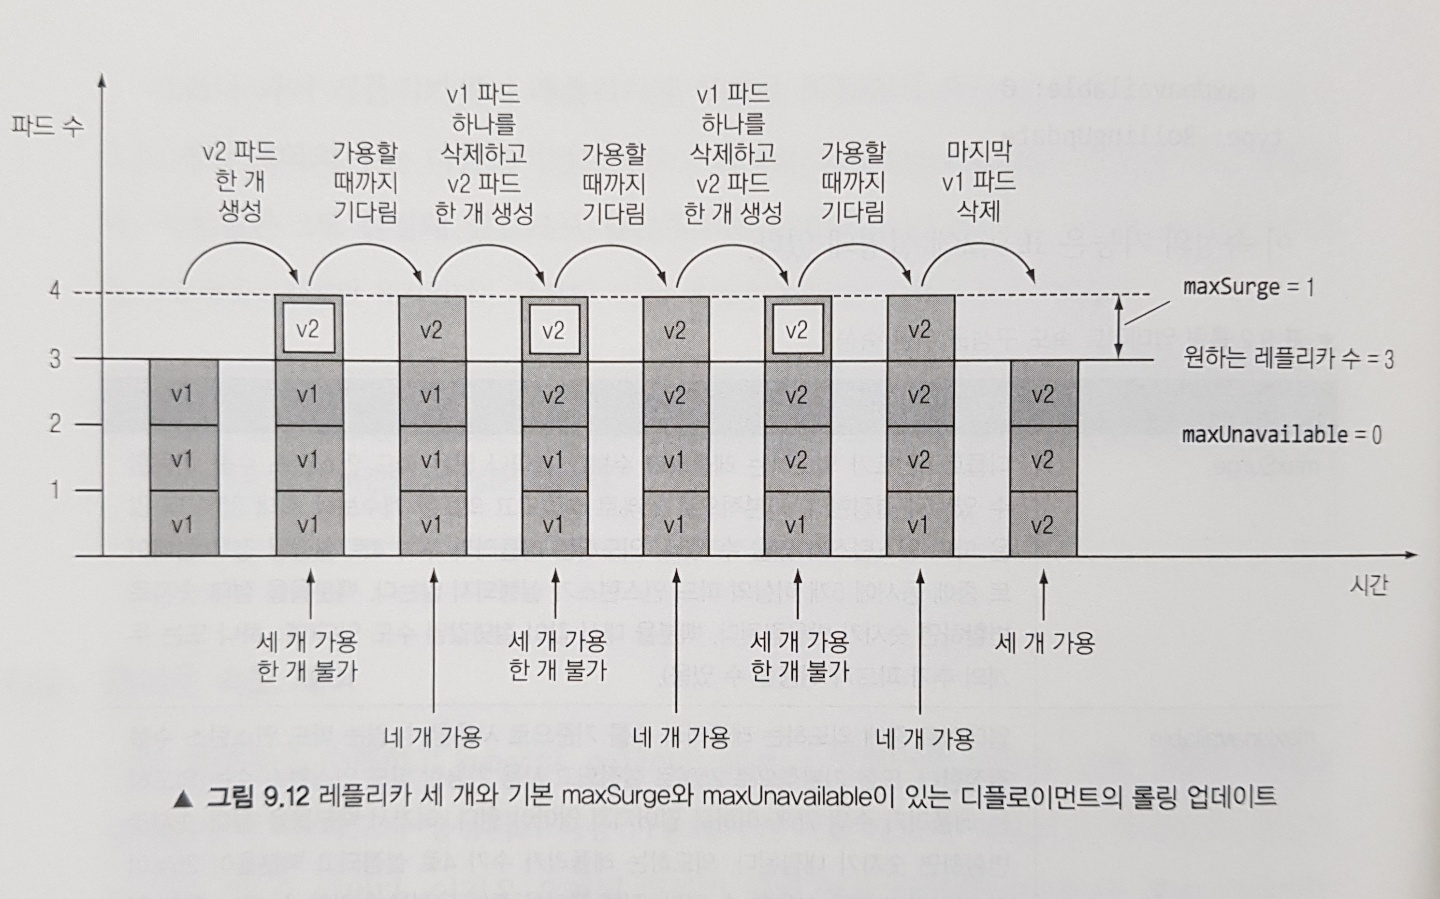 파드 수
v2 파드
한 개
생성
가용할
때까지
기다림
v1 파드
하나를
삭제하고
v2 파드
한 개 생성
가용할
때까지
기다림
v1 파드
하나를
삭제하고
v2 파드
한 개 생성
가용할
때까지
기다림
마지막
v1 파드
삭제
4
3
2
1
v1
v1
v1
v2
v1
v1
v1
v2
v1
v1
v1
v2
v2
v1
v1
v2
v2
v1
v1
v2
v2
v2
v1
v2
v2
v2
v1
v2
v2
v2
maxSurge = 1
원하는 레플리카 수 = 3
maxUnavailable = 0
시간
세 개 가용
한 개 불가
네 개 가용
세 개 가용
한 개 불가
네 개 가용
세 개 가용
한 개 불가
네 개 가용
세 개 가용
▲ 그림 9.12 레플리카 세 개와 기본 maxSurge와 maxUnavailable이 있는 디플로이먼트의 롤링 업데이트